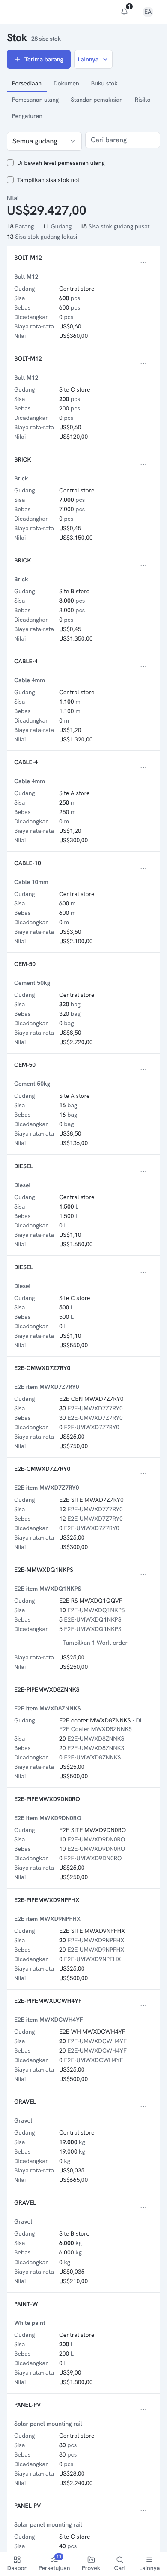 1
EA
Stok 28 sisa stok
+ Terima barang
Lainnya
Persediaan Dokumen Buku stok
Pemesanan ulang Standar pemakaian Risiko
Pengaturan
Semua gudang
Cari barang
Di bawah level pemesanan ulang
Tampilkan sisa stok nol
Nilai
US$29.427,00
18 Barang 11 Gudang 15 Sisa stok gudang pusat
13 Sisa stok gudang lokasi
BOLT-M12
Bolt M12
Gudang Central store
Sisa 600 pcs
Bebas 600 pcs
Dicadangkan 0 pcs
Biaya rata-rata US$0,60
Nilai US$360,00
BOLT-M12
Bolt M12
Gudang Site C store
Sisa 200 pcs
Bebas 200 pcs
Dicadangkan 0 pcs
Biaya rata-rata US$0,60
Nilai US$120,00
BRICK
Brick
Gudang Central store
Sisa 7.000 pcs
Bebas 7.000 pcs
Dicadangkan 0 pcs
Biaya rata-rata US$0,45
Nilai US$3.150,00
BRICK
Brick
Gudang Site B store
Sisa 3.000 pcs
Bebas 3.000 pcs
Dicadangkan 0 pcs
Biaya rata-rata US$0,45
Nilai US$1.350,00
CABLE-4
Cable 4mm
Gudang Central store
Sisa 1.100 m
Bebas 1.100 m
Dicadangkan 0 m
Biaya rata-rata US$1,20
Nilai US$1.320,00
CABLE-4
Cable 4mm
Gudang Site A store
Sisa 250 m
Bebas 250 m
Dicadangkan 0 m
Biaya rata-rata US$1,20
Nilai US$300,00
CABLE-10
Cable 10mm
Gudang Central store
Sisa 600 m
Bebas 600 m
Dicadangkan 0 m
Biaya rata-rata US$3,50
Nilai US$2.100,00
CEM-50
Cement 50kg
Gudang Central store
Sisa 320 bag
Bebas 320 bag
Dicadangkan 0 bag
Biaya rata-rata US$8,50
Nilai US$2.720,00
CEM-50
Cement 50kg
Gudang Site A store
Sisa 16 bag
Bebas 16 bag
Dicadangkan 0 bag
Biaya rata-rata US$8,50
Nilai US$136,00
DIESEL
Diesel
Gudang Central store
Sisa 1.500 L
Bebas 1.500 L
Dicadangkan 0 L
Biaya rata-rata US$1,10
Nilai US$1.650,00
DIESEL
Diesel
Gudang Site C store
Sisa 500 L
Bebas 500 L
Dicadangkan 0 L
Biaya rata-rata US$1,10
Nilai US$550,00
E2E-CMWXD7Z7RY0
E2E item MWXD7Z7RY0
Gudang E2E CEN MWXD7Z7RY0
Sisa 30 E2E-UMWXD7Z7RY0
Bebas 30 E2E-UMWXD7Z7RY0
Dicadangkan 0 E2E-UMWXD7Z7RY0
Biaya rata-rata US$25,00
Nilai US$750,00
E2E-CMWXD7Z7RY0
E2E item MWXD7Z7RY0
Gudang E2E SITE MWXD7Z7RY0
Sisa 12 E2E-UMWXD7Z7RY0
Bebas 12 E2E-UMWXD7Z7RY0
Dicadangkan 0 E2E-UMWXD7Z7RY0
Biaya rata-rata US$25,00
Nilai US$300,00
E2E-MMWXDQ1NKPS
E2E item MWXDQ1NKPS
Gudang E2E RS MWXDQ1QQVF
Sisa 10 E2E-UMWXDQ1NKPS
Bebas 5 E2E-UMWXDQ1NKPS
Dicadangkan 5 E2E-UMWXDQ1NKPS
Tampilkan 1 Work order
Biaya rata-rata US$25,00
Nilai US$250,00
E2E-PIPEMWXD8ZNNKS
E2E item MWXD8ZNNKS
Gudang E2E coater MWXD8ZNNKS · Di
E2E Coater MWXD8ZNNKS
Sisa 20 E2E-UMWXD8ZNNKS
Bebas 20 E2E-UMWXD8ZNNKS
Dicadangkan 0 E2E-UMWXD8ZNNKS
Biaya rata-rata US$25,00
Nilai US$500,00
E2E-PIPEMWXD9DN0RO
E2E item MWXD9DN0RO
Gudang E2E SITE MWXD9DN0RO
Sisa 10 E2E-UMWXD9DN0RO
Bebas 10 E2E-UMWXD9DN0RO
Dicadangkan 0 E2E-UMWXD9DN0RO
Biaya rata-rata US$25,00
Nilai US$250,00
E2E-PIPEMWXD9NPFHX
E2E item MWXD9NPFHX
Gudang E2E SITE MWXD9NPFHX
Sisa 20 E2E-UMWXD9NPFHX
Bebas 20 E2E-UMWXD9NPFHX
Dicadangkan 0 E2E-UMWXD9NPFHX
Biaya rata-rata US$25,00
Nilai US$500,00
E2E-PIPEMWXDCWH4YF
E2E item MWXDCWH4YF
Gudang E2E WH MWXDCWH4YF
Sisa 20 E2E-UMWXDCWH4YF
Bebas 20 E2E-UMWXDCWH4YF
Dicadangkan 0 E2E-UMWXDCWH4YF
Biaya rata-rata US$25,00
Nilai US$500,00
GRAVEL
Gravel
Gudang Central store
Sisa 19.000 kg
Bebas 19.000 kg
Dicadangkan 0 kg
Biaya rata-rata US$0,035
Nilai US$665,00
GRAVEL
Gravel
Gudang Site B store
Sisa 6.000 kg
Bebas 6.000 kg
Dicadangkan 0 kg
Biaya rata-rata US$0,035
Nilai US$210,00
PAINT-W
White paint
Gudang Central store
Sisa 200 L
Bebas 200 L
Dicadangkan 0 L
Biaya rata-rata US$9,00
Nilai US$1.800,00
PANEL-PV
Solar panel mounting rail
Gudang Central store
Sisa 80 pcs
Bebas 80 pcs
Dicadangkan 0 pcs
Biaya rata-rata US$28,00
Nilai US$2.240,00
PANEL-PV
Solar panel mounting rail
Gudang Site C store
Sisa 40 pcs
11
Dasbor Persetujuan Proyek Cari Lainnya